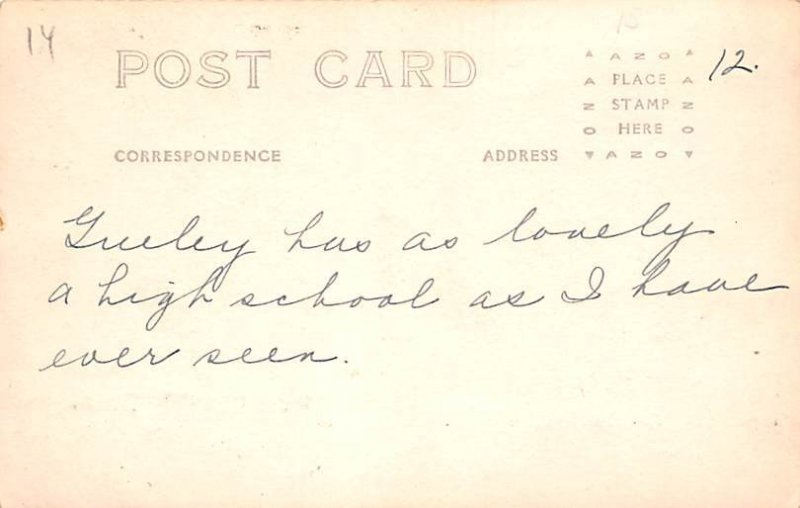 14
15
POST CARD
12.
AZO
A PLACE A
Z STAMP Z
O HERE O
AZO
CORRESPONDENCE
ADDRESS
Greeley has as lovely
a high school as I have
ever seen.